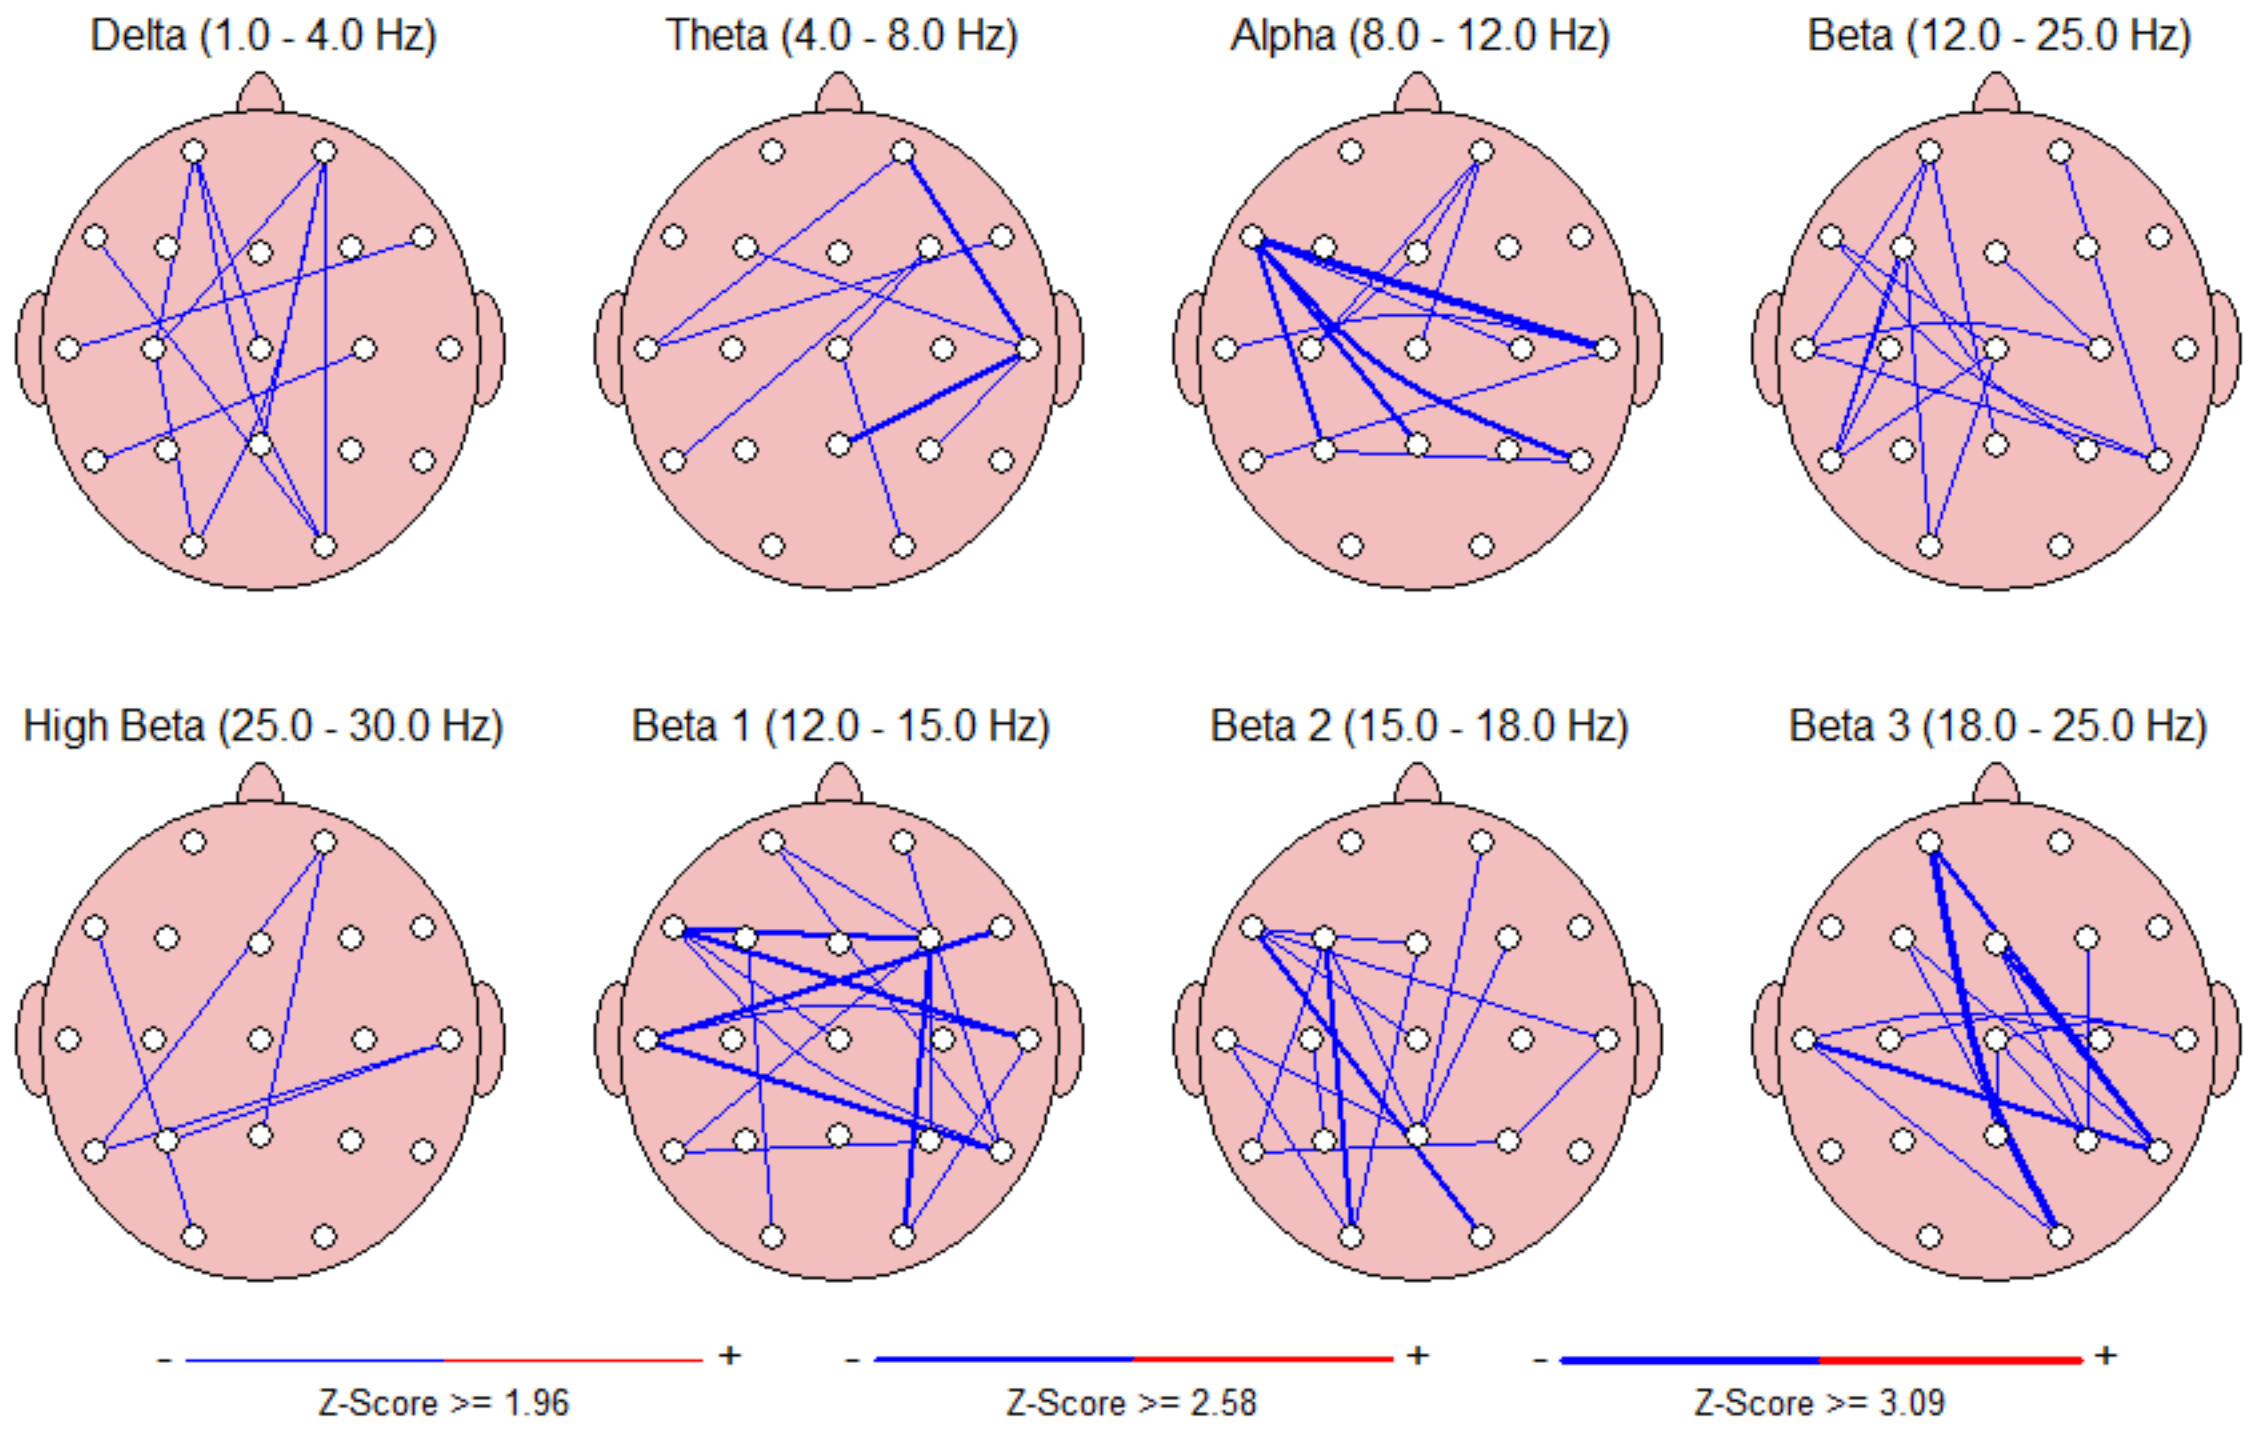 Delta (1.0 - 4.0 Hz) Theta (4.0 - 8.0 Hz) Alpha (8.0 - 12.0 Hz) Beta (12.0 - 25.0 Hz)
High Beta (25.0 - 30.0 Hz) Beta 1 (12.0 - 15.0 Hz) Beta 2 (15.0 - 18.0 Hz) Beta 3 (18.0 - 25.0 Hz)
- + - + - +
Z-Score >= 1.96 Z-Score >= 2.58 Z-Score >= 3.09